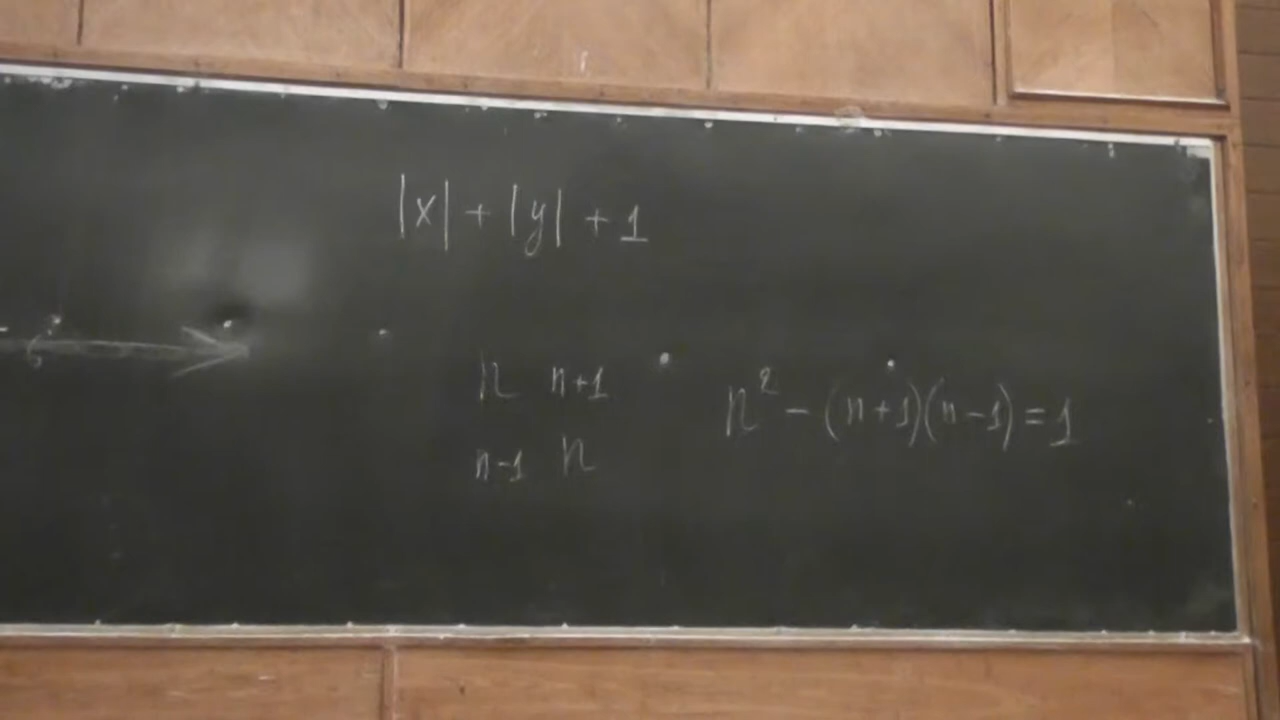 |x| + |y| + 1
n n+1
n-1 n
n² - (n+1)(n-1) = 1